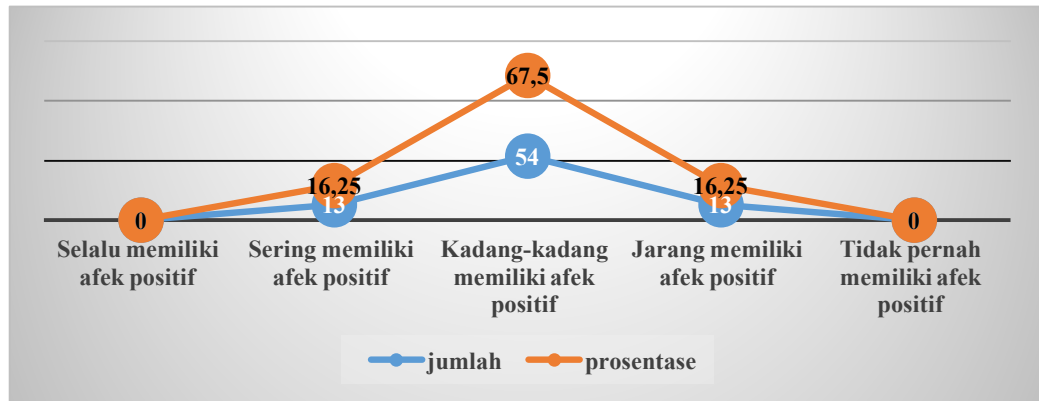 67,5
54
16,25
13
16,25
13
0
0
Selalu memiliki
afek positif
Sering memiliki
afek positif
Kadang-kadang
memiliki afek
positif
Jarang memiliki
afek positif
Tidak pernah
memiliki afek
positif
jumlah
prosentase